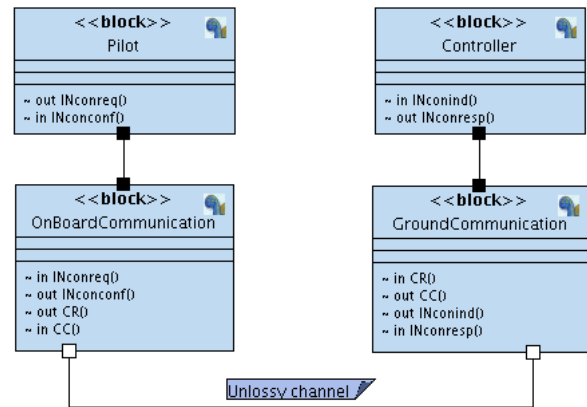 <<block>>
Pilot
~ out INconreq()
~ in INconconf()
<<block>>
Controller
~ in INconind()
~ out INconresp()
<<block>>
OnBoardCommunication
~ in INconreq()
~ out INconconf()
~ out CR()
~ in CC()
<<block>>
GroundCommunication
~ in CR()
~ out CC()
~ out INconind()
~ in INconresp()
Unlossy channel